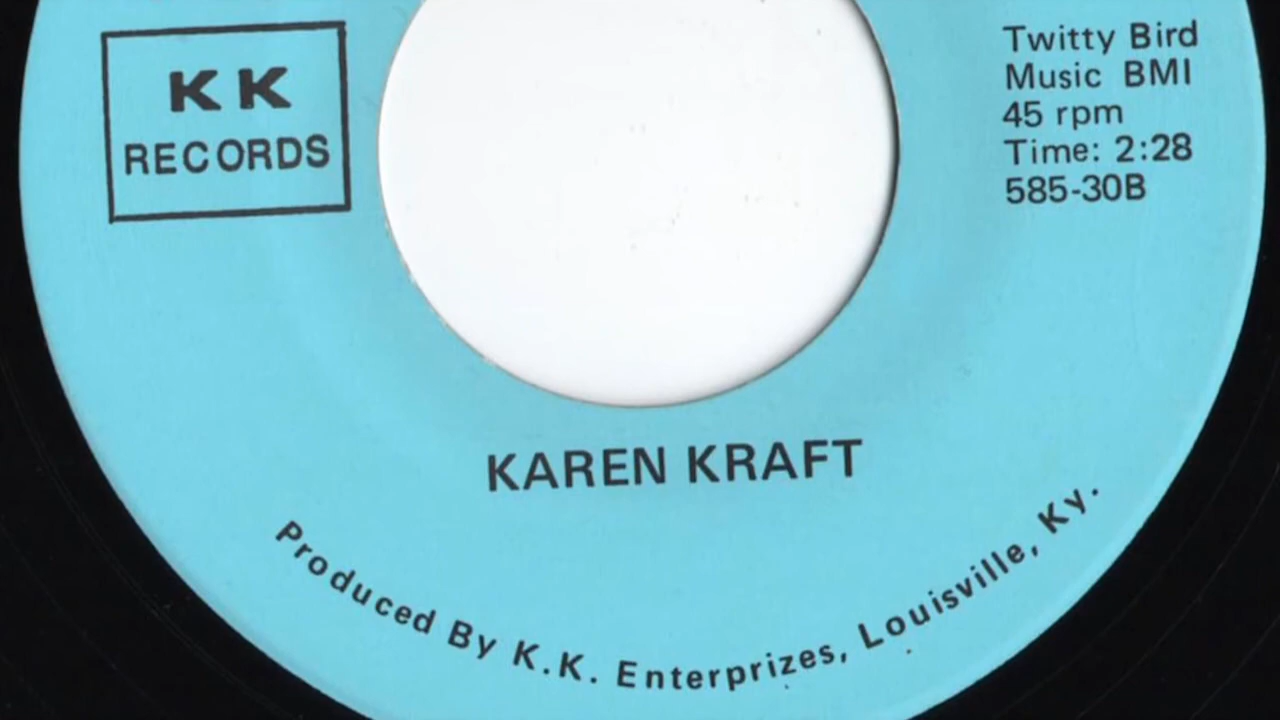 KK
RECORDS
Twitty Bird
Music BMI
45 rpm
Time: 2:28
585-30B
KAREN KRAFT
Produced By K.K. Enterprizes, Louisville, Ky.